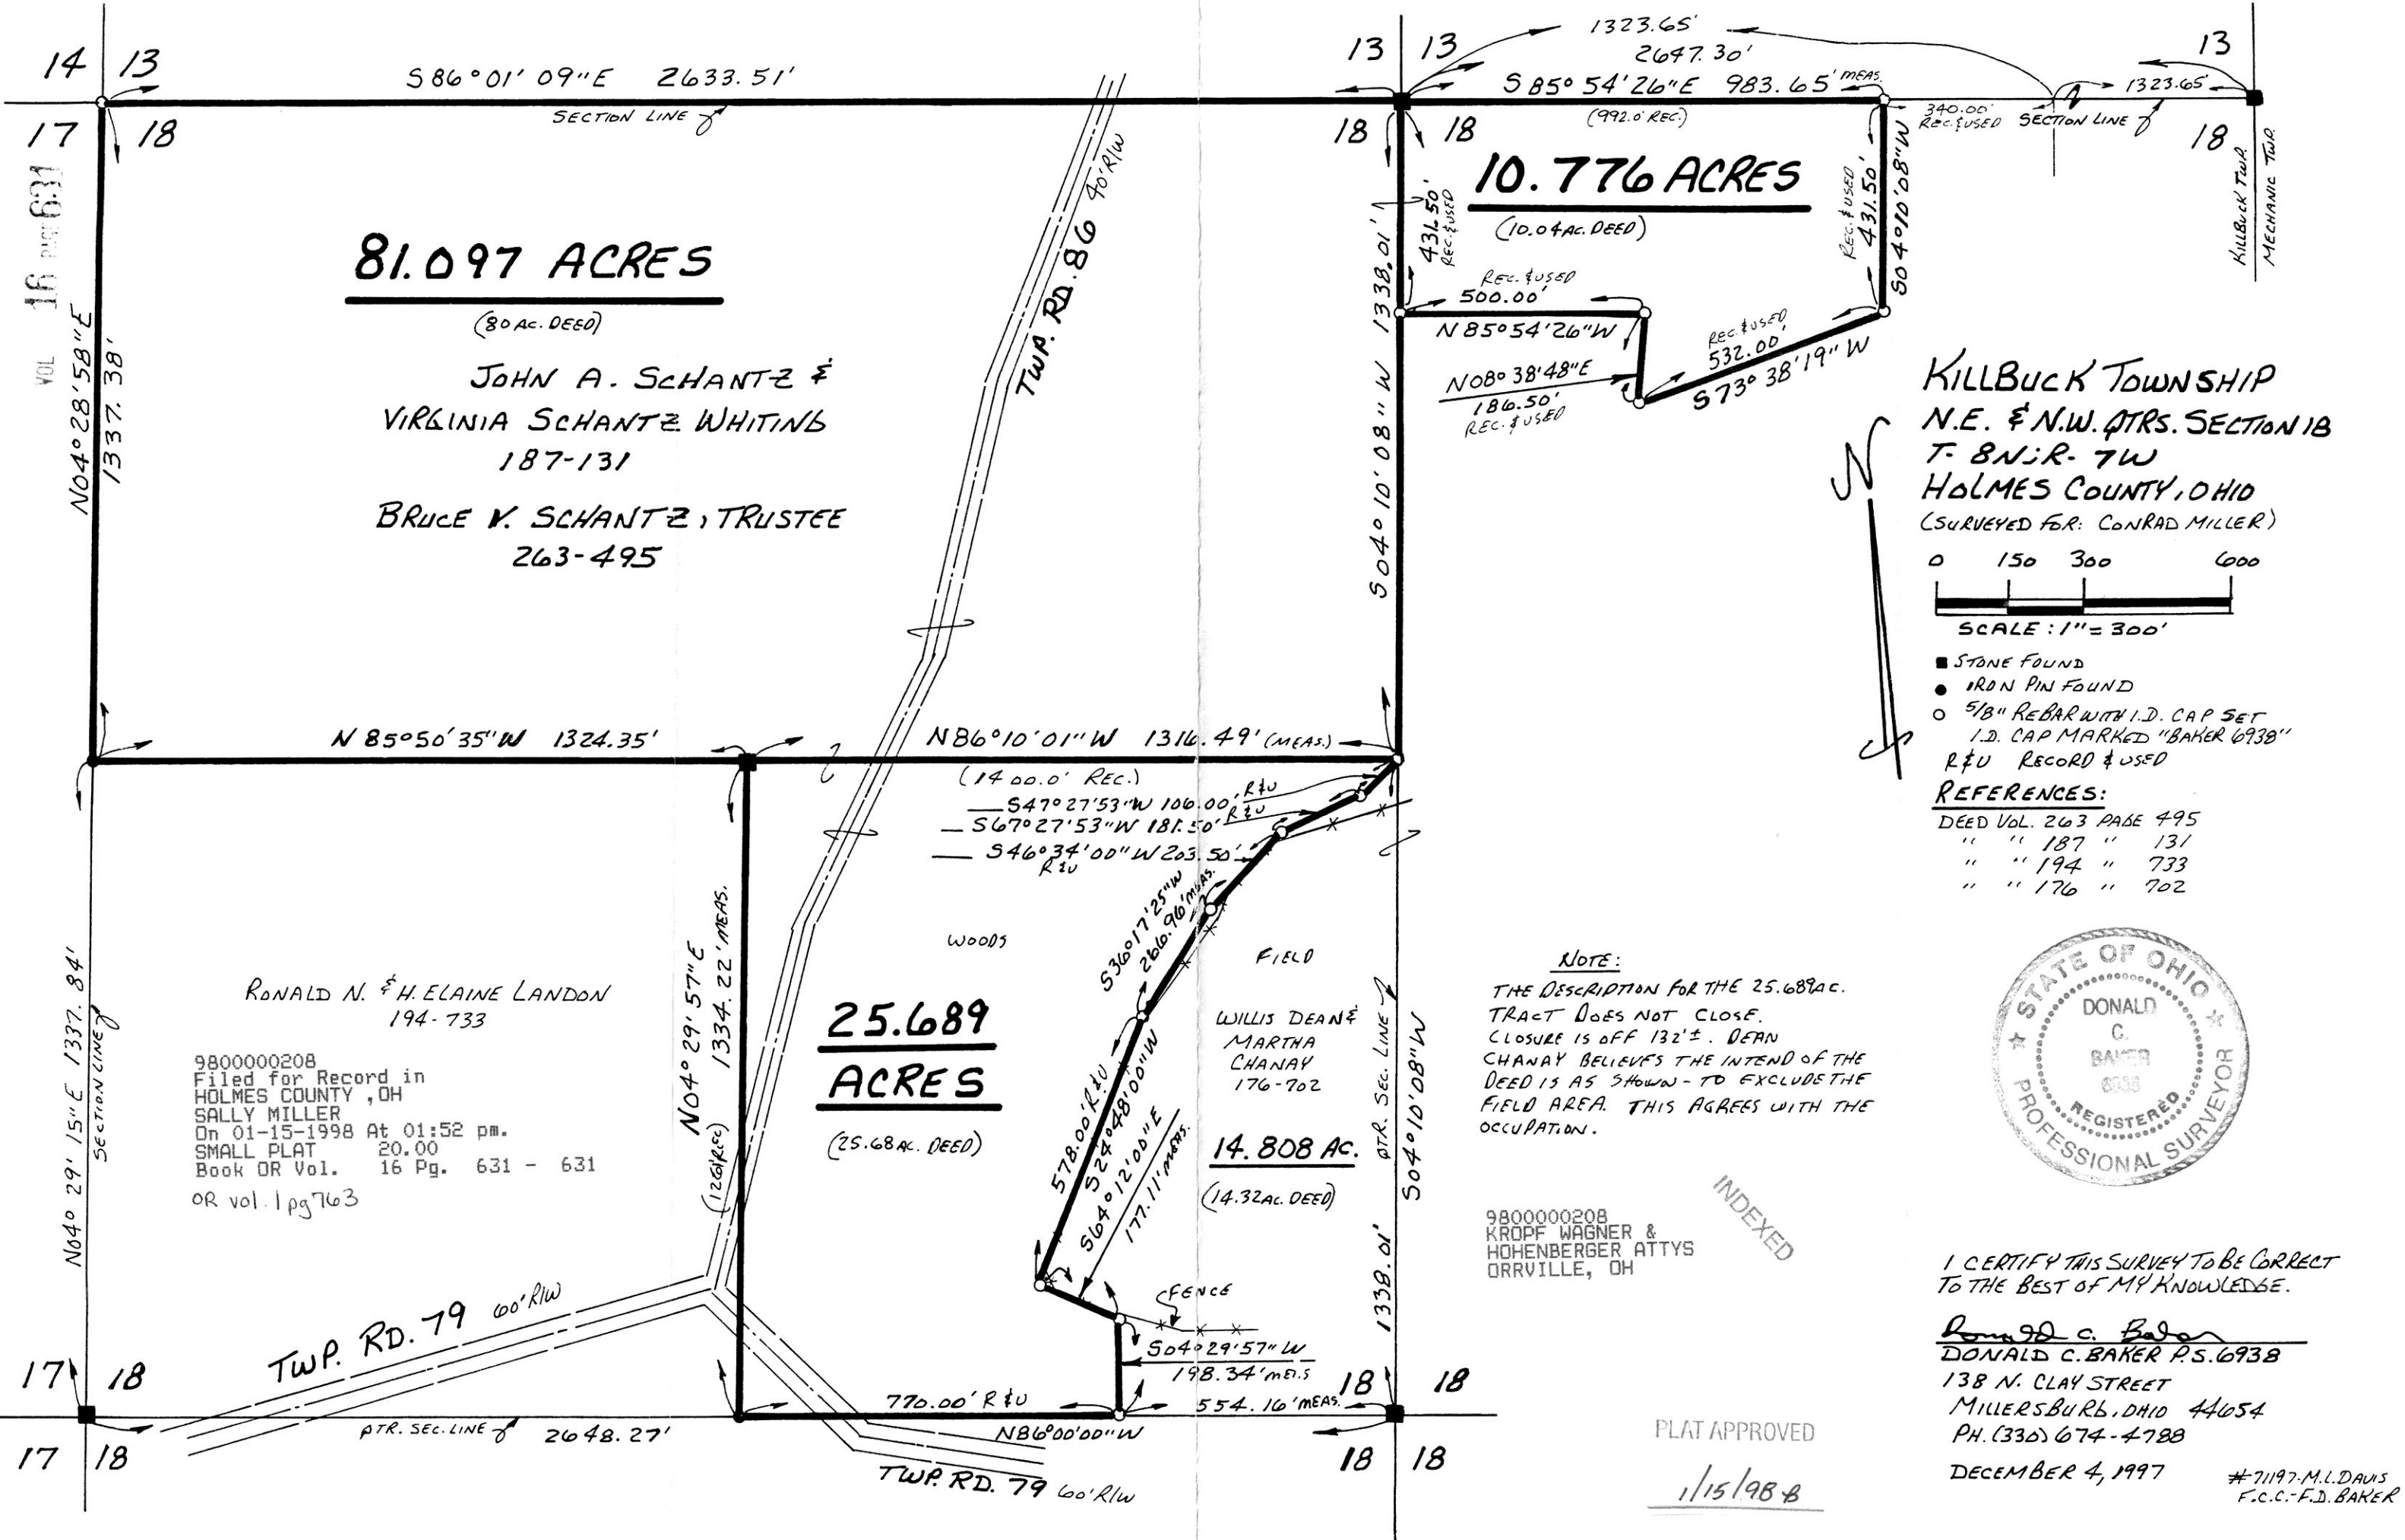 14 13
17 18
S86°01'09"E 2633.51'
SECTION LINE
13 13
18 18
1323.65'
2647.30'
S85°54'26"E 983.65' MEAS.
(992.0' REC.)
340.00'
REC. & USED
SECTION LINE
1323.65'
13
18
KILLBUCK TWP.
MECHANIC TWP.
VOL 16 PAGE 631
N04°28'58"E
1337.38'
81.097 ACRES
(80 AC. DEED)
JOHN A. SCHANTZ &
VIRGINIA SCHANTZ WHITING
187-131
BRUCE V. SCHANTZ, TRUSTEE
263-495
TWP. RD. 86 40' R/W
S04°10'08"W 1338.01'
431.50'
REC. & USED
10.776 ACRES
(10.04 AC. DEED)
REC. & USED
431.50'
S04°10'08"W
REC. & USED
500.00'
N85°54'26"W
N08°38'48"E
186.50'
REC. & USED
REC. & USED
532.00'
S73°38'19"W
KILLBUCK TOWNSHIP
N.E. & N.W. QTRS. SECTION 18
T- 8N; R- 7W
HOLMES COUNTY, OHIO
(SURVEYED FOR: CONRAD MILLER)
0 150 300 600
SCALE: 1"=300'
N
S
STONE FOUND
IRON PIN FOUND
5/8" REBAR WITH I.D. CAP SET
I.D. CAP MARKED "BAKER 6938"
R&U RECORD & USED
REFERENCES:
DEED VOL. 263 PAGE 495
" " 187 " 131
" " 194 " 733
" " 176 " 702
N85°50'35"W 1324.35'
N86°10'01"W 1316.49' (MEAS.)
(1400.0' REC.)
S47°27'53"W 106.00' R&U
S67°27'53"W 181.50' R&U
S46°34'00"W 203.50'
R&U
S36°17'25"W
266.96' MEAS.
WOODS
FIELD
N04°29'57"E
1334.22' MEAS.
25.689
ACRES
(25.68 AC. DEED)
578.00' R&U
S24°48'00"W
S64°12'00"E
177.11' MEAS.
WILLIS DEAN &
MARTHA
CHANAY
176-702
14.808 AC.
(14.32 AC. DEED)
QTR. SEC. LINE
S04°10'08"W
1338.01'
NOTE:
THE DESCRIPTION FOR THE 25.689 AC.
TRACT DOES NOT CLOSE.
CLOSURE IS OFF 132'±. DEAN
CHANAY BELIEVES THE INTEND OF THE
DEED IS AS SHOWN - TO EXCLUDE THE
FIELD AREA. THIS AGREES WITH THE
OCCUPATION.
STATE OF OHIO
DONALD
C.
BAKER
6938
REGISTERED
PROFESSIONAL SURVEYOR
N04°29'15"E 1337.84'
SECTION LINE
RONALD N. & H. ELAINE LANDON
194-733
9800000208
Filed for Record in
HOLMES COUNTY ,OH
SALLY MILLER
On 01-15-1998 At 01:52 pm.
SMALL PLAT 20.00
Book OR Vol. 16 Pg. 631 - 631
OR vol. 1 pg 763
9800000208
KROPF WAGNER &
HOHENBERGER ATTYS
ORRVILLE, OH
INDEXED
FENCE
S04°29'57"W
198.34' MEAS
TWP. RD. 79 60' R/W
17 18
17 18
QTR. SEC. LINE 2648.27'
770.00' R&U
N86°00'00"W
554.16' MEAS.
18 18
18 18
TWP. RD. 79 60' R/W
I CERTIFY THIS SURVEY TO BE CORRECT
TO THE BEST OF MY KNOWLEDGE.
Donald C. Baker
DONALD C. BAKER P.S. 6938
138 N. CLAY STREET
MILLERSBURG, OHIO 44654
PH. (330) 674-4788
DECEMBER 4, 1997
#71197-M.L. DAVIS
F.C.C.-F.D. BAKER
PLAT APPROVED
1/15/98 B